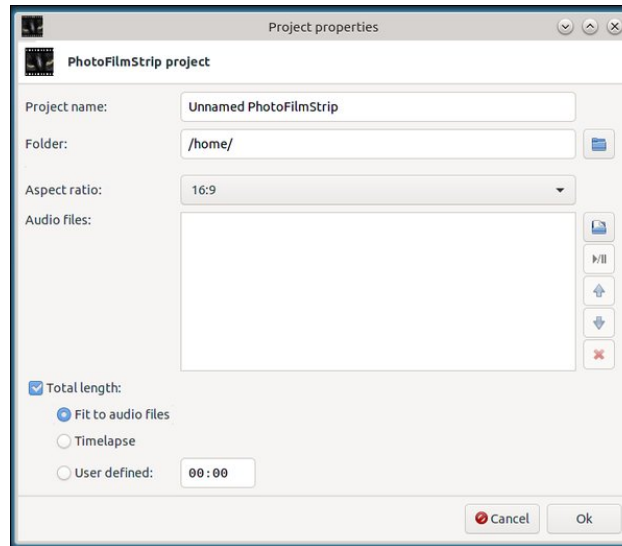 Project properties
PhotoFilmStrip project
Project name: Unnamed PhotoFilmStrip
Folder: /home/
Aspect ratio: 16:9
Audio files:
Total length:
Fit to audio files
Timelapse
User defined: 00:00
Cancel Ok